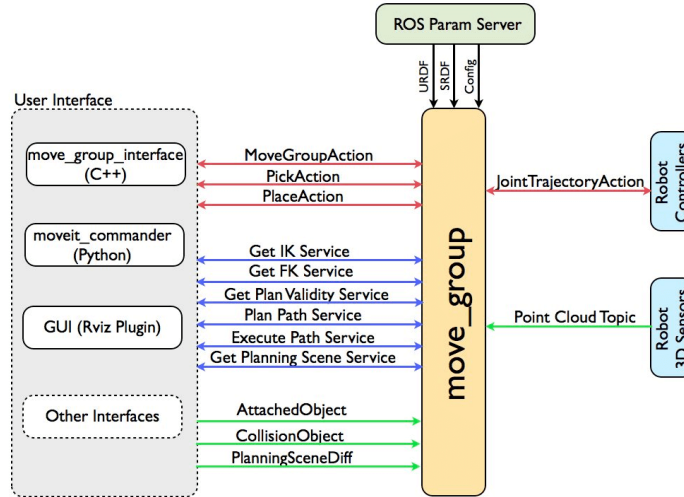 ROS Param Server
URDF
SRDF
Config
User Interface
move_group_interface
(C++)
moveit_commander
(Python)
GUI (Rviz Plugin)
Other Interfaces
MoveGroupAction
PickAction
PlaceAction
Get IK Service
Get FK Service
Get Plan Validity Service
Plan Path Service
Execute Path Service
Get Planning Scene Service
AttachedObject
CollisionObject
PlanningSceneDiff
move_group
JointTrajectoryAction
Point Cloud Topic
Robot
Controllers
Robot
3D Sensors